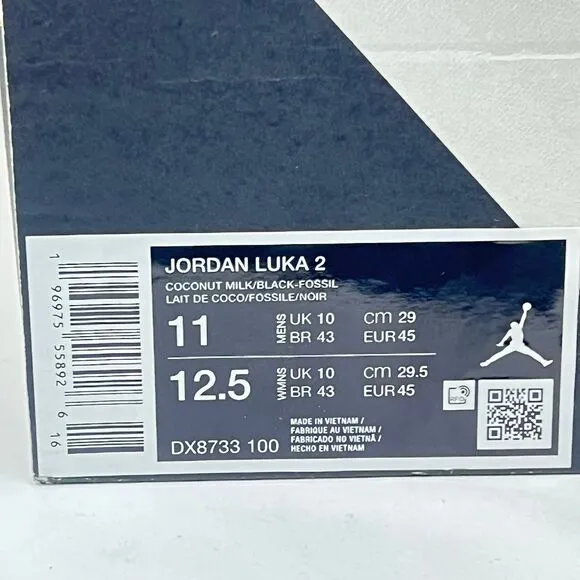 JORDAN LUKA 2
COCONUT MILK/BLACK-FOSSIL
LAIT DE COCO/FOSSILE/NOIR
11 MENS UK 10 CM 29
BR 43 EUR 45
12.5 WMNS UK 10 CM 29.5
BR 43 EUR 45
RFID
DX8733 100
MADE IN VIETNAM /
FABRIQUE AU VIETNAM /
FABRICADO NO VIETNÃ /
HECHO EN VIETNAM
1 96975 55892 6 16